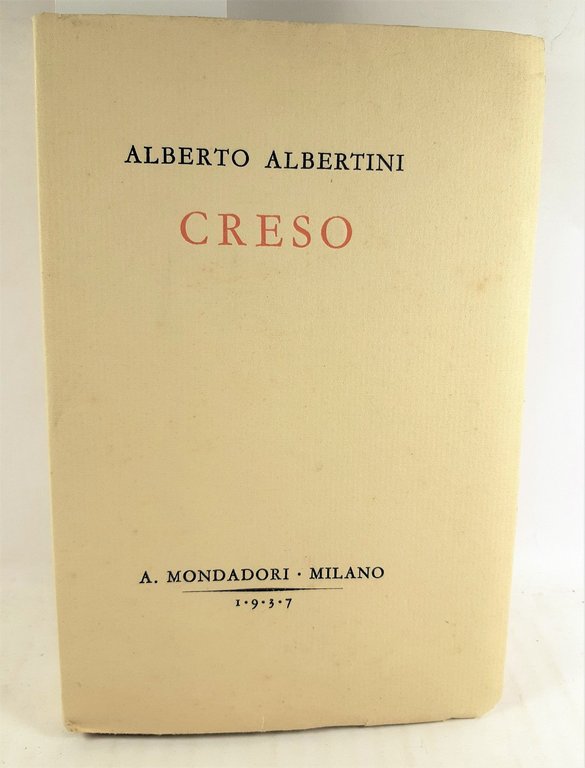 ALBERTO ALBERTINI
CRESO
A. MONDADORI · MILANO
1·9·3·7